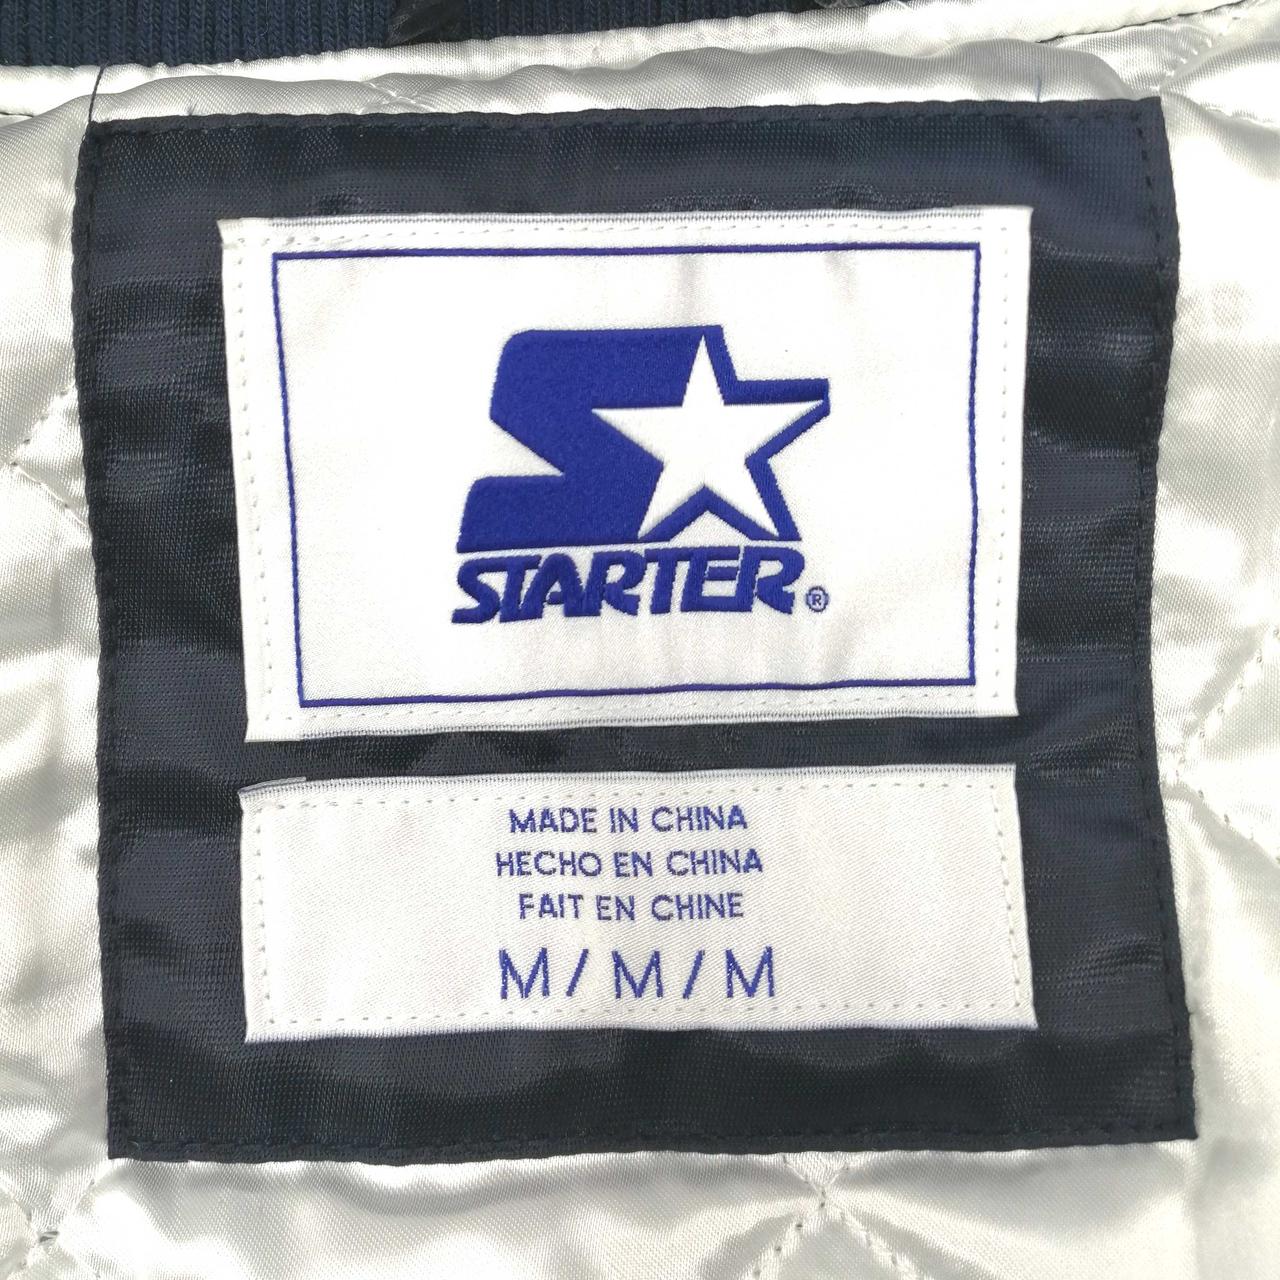 STARTER®
MADE IN CHINA
HECHO EN CHINA
FAIT EN CHINE
M / M / M